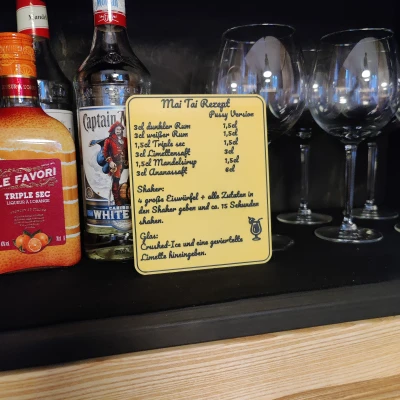 LE FAVORI
TRIPLE SEC
Captain
WHITE
Mai Tai Rezept
Pussy Version
3cl dunkler Rum 1,5cl
3cl weißer Rum 1,5cl
1,5cl Triple sec 1,5cl
3cl Limettensaft 3cl
1,5cl Mandelsirup 1,5cl
3cl Ananassaft 6cl
Shaker:
4 große Eiswürfel + alle Zutaten in
den Shaker geben und ca. 15 Sekunden
shaken.
Glas:
Crushed-Ice und eine geviertelte
Limette hineingeben.